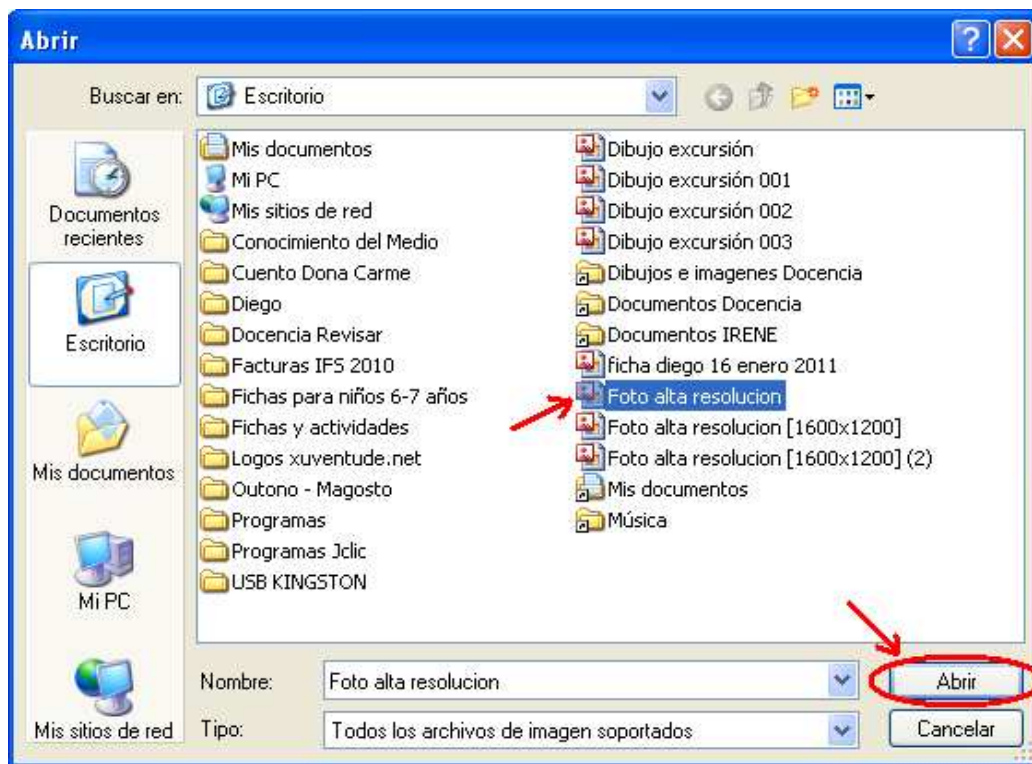 Abrir
Buscar en: Escritorio
Documentos
recientes
Escritorio
Mis documentos
Mi PC
Mis sitios de red
Mis documentos
Mi PC
Mis sitios de red
Conocimiento del Medio
Cuento Dona Carme
Diego
Docencia Revisar
Facturas IFS 2010
Fichas para niños 6-7 años
Fichas y actividades
Logos xuventude.net
Outono - Magosto
Programas
Programas Jclic
USB KINGSTON
Dibujo excursión
Dibujo excursión 001
Dibujo excursión 002
Dibujo excursión 003
Dibujos e imagenes Docencia
Documentos Docencia
Documentos IRENE
ficha diego 16 enero 2011
Foto alta resolucion
Foto alta resolucion [1600x1200]
Foto alta resolucion [1600x1200] (2)
Mis documentos
Música
Nombre: Foto alta resolucion Abrir
Tipo: Todos los archivos de imagen soportados Cancelar